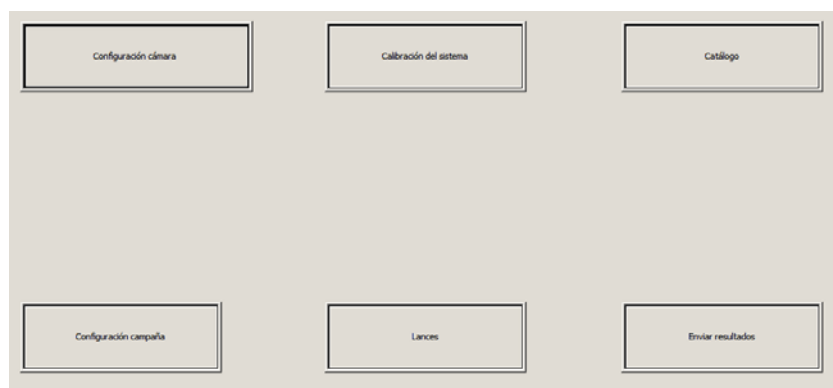 Configuración cámara
Calibración del sistema
Catálogo
Configuración campaña
Lances
Enviar resultados